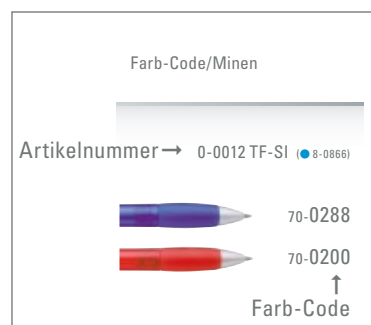 Farb-Code/Minen
Artikelnummer → 0-0012 TF-SI (● 8-0866)
70-0288
70-0200
↑
Farb-Code